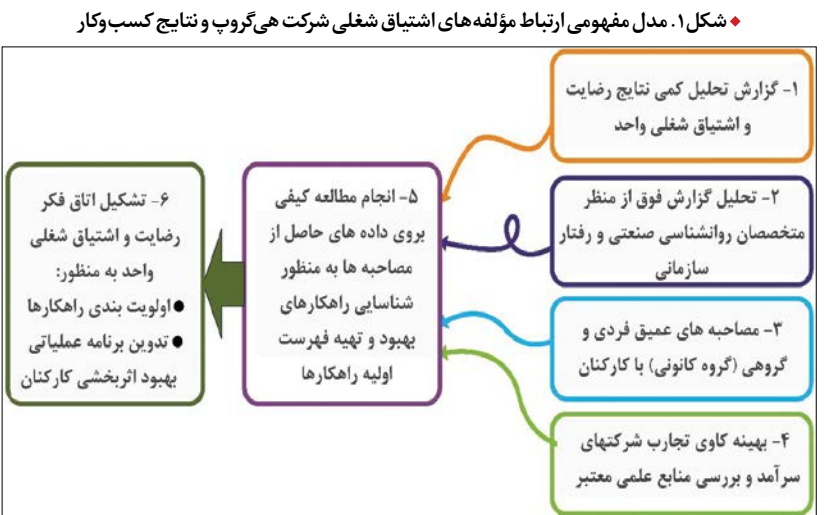 ◆ شکل۱. مدل مفهومی ارتباط مؤلفه‌های اشتیاق شغلی شرکت هی‌گروپ و نتایج کسب‌وکار
۱- گزارش تحلیل کمی نتایج رضایت
و اشتیاق شغلی واحد
۲- تحلیل گزارش فوق از منظر
متخصصان روانشناسی صنعتی و رفتار
سازمانی
۳- مصاحبه های عمیق فردی و
گروهی (گروه کانونی) با کارکنان
۴- بهینه کاوی تجارب شرکتهای
سرآمد و بررسی منابع علمی معتبر
۵- انجام مطالعه کیفی
بروی داده های حاصل از
مصاحبه ها به منظور
شناسایی راهکارهای
بهبود و تهیه فهرست
اولیه راهکارها
۶- تشکیل اتاق فکر
رضایت و اشتیاق شغلی
واحد به منظور:
● اولویت بندی راهکارها
● تدوین برنامه عملیاتی
بهبود اثربخشی کارکنان